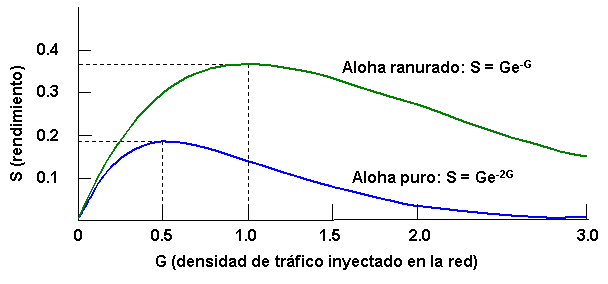 0.4
Aloha ranurado: S = Ge-G
0.3
S (rendimiento)
0.2
Aloha puro: S = Ge-2G
0.1
0 0.5 1.0 1.5 2.0 3.0
G (densidad de tráfico inyectado en la red)